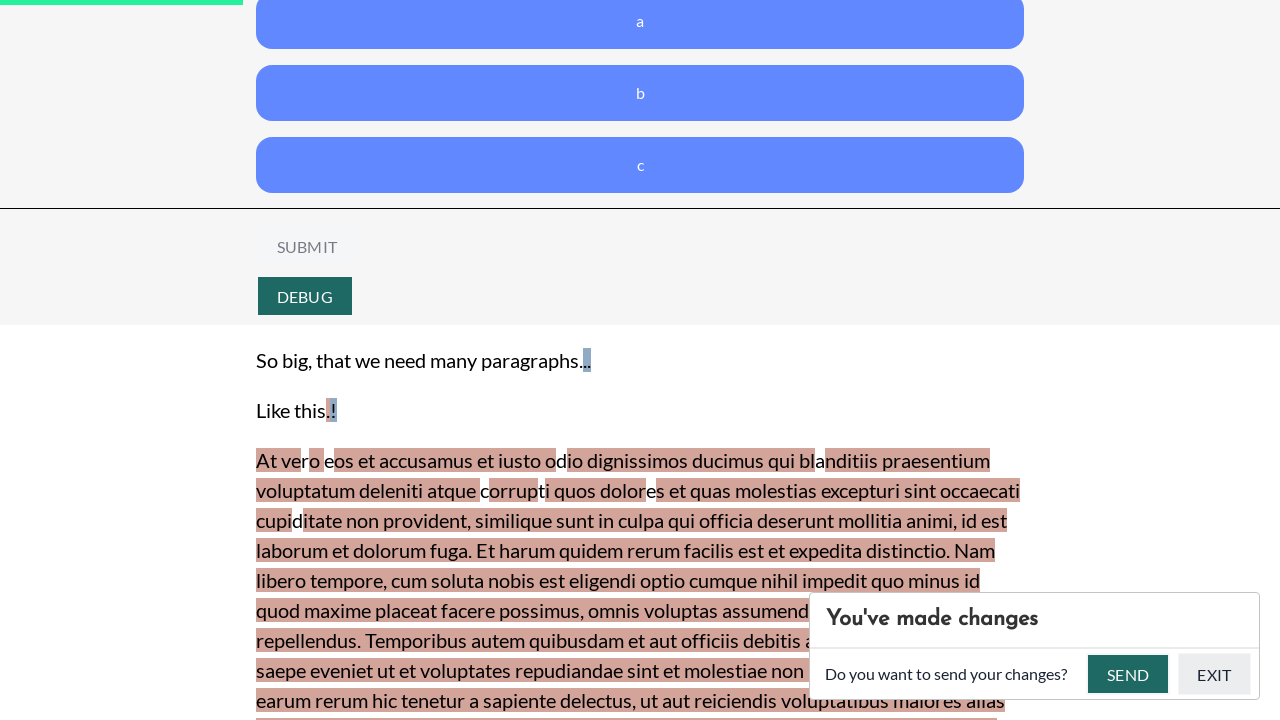 a
b
c
SUBMIT
DEBUG
So big, that we need many paragraphs...
Like this.!
At vero eos et accusamus et iusto odio dignissimos ducimus qui blanditiis praesentium
voluptatum deleniti atque corrupti quos dolores et quas molestias excepturi sint occaecati
cupiditate non provident, similique sunt in culpa qui officia deserunt mollitia animi, id est
laborum et dolorum fuga. Et harum quidem rerum facilis est et expedita distinctio. Nam
libero tempore, cum soluta nobis est eligendi optio cumque nihil impedit quo minus id
quod maxime placeat facere possimus, omnis voluptas
repellendus. Temporibus autem quibusdam et aut officiis debitis
saepe eveniet ut et voluptates repudiandae sint et molestiae non
earum rerum hic tenetur a sapiente delectus, ut aut reiciendis voluptatibus maiores alias
You've made changes
Do you want to send your changes?
SEND
EXIT